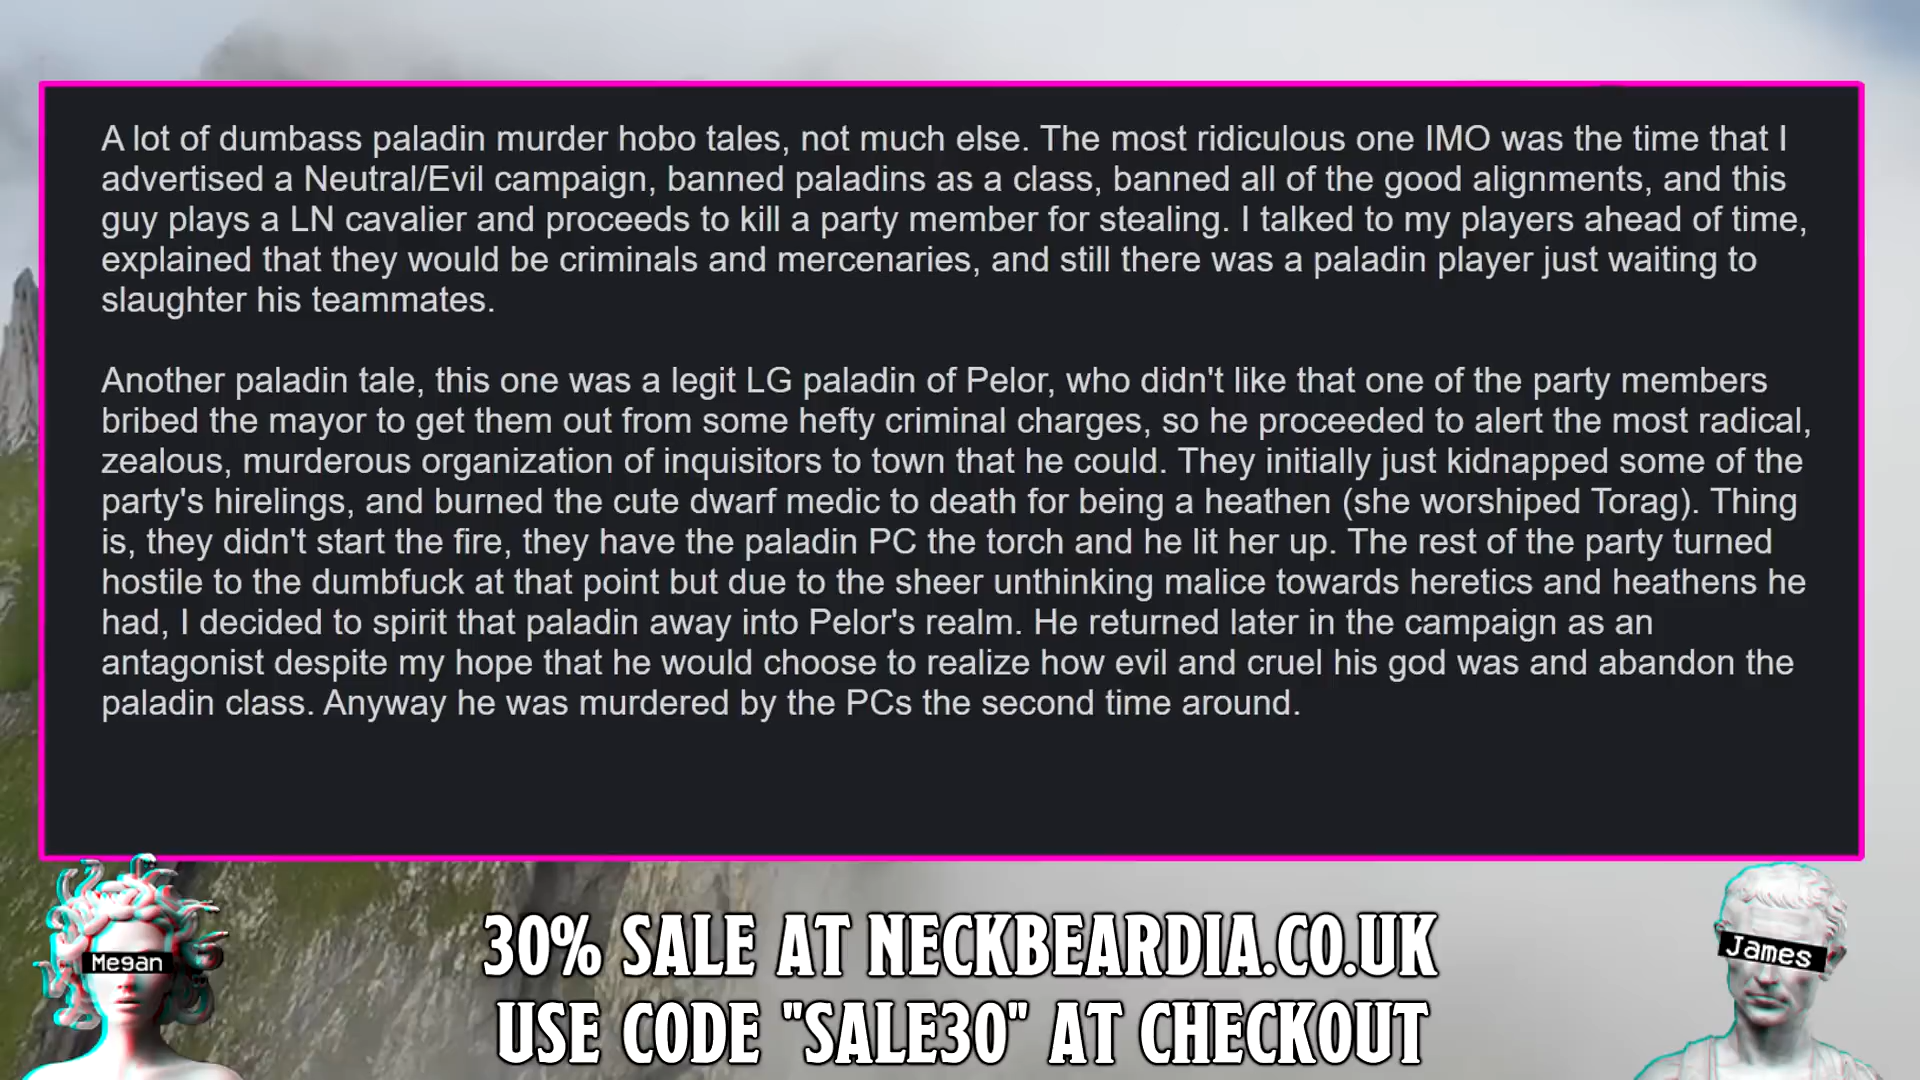 A lot of dumbass paladin murder hobo tales, not much else. The most ridiculous one IMO was the time that I
advertised a Neutral/Evil campaign, banned paladins as a class, banned all of the good alignments, and this
guy plays a LN cavalier and proceeds to kill a party member for stealing. I talked to my players ahead of time,
explained that they would be criminals and mercenaries, and still there was a paladin player just waiting to
slaughter his teammates.
Another paladin tale, this one was a legit LG paladin of Pelor, who didn't like that one of the party members
bribed the mayor to get them out from some hefty criminal charges, so he proceeded to alert the most radical,
zealous, murderous organization of inquisitors to town that he could. They initially just kidnapped some of the
party's hirelings, and burned the cute dwarf medic to death for being a heathen (she worshiped Torag). Thing
is, they didn't start the fire, they have the paladin PC the torch and he lit her up. The rest of the party turned
hostile to the dumbfuck at that point but due to the sheer unthinking malice towards heretics and heathens he
had, I decided to spirit that paladin away into Pelor's realm. He returned later in the campaign as an
antagonist despite my hope that he would choose to realize how evil and cruel his god was and abandon the
paladin class. Anyway he was murdered by the PCs the second time around.
Megan
James
30% SALE AT NECKBEARDIA.CO.UK
USE CODE "SALE30" AT CHECKOUT